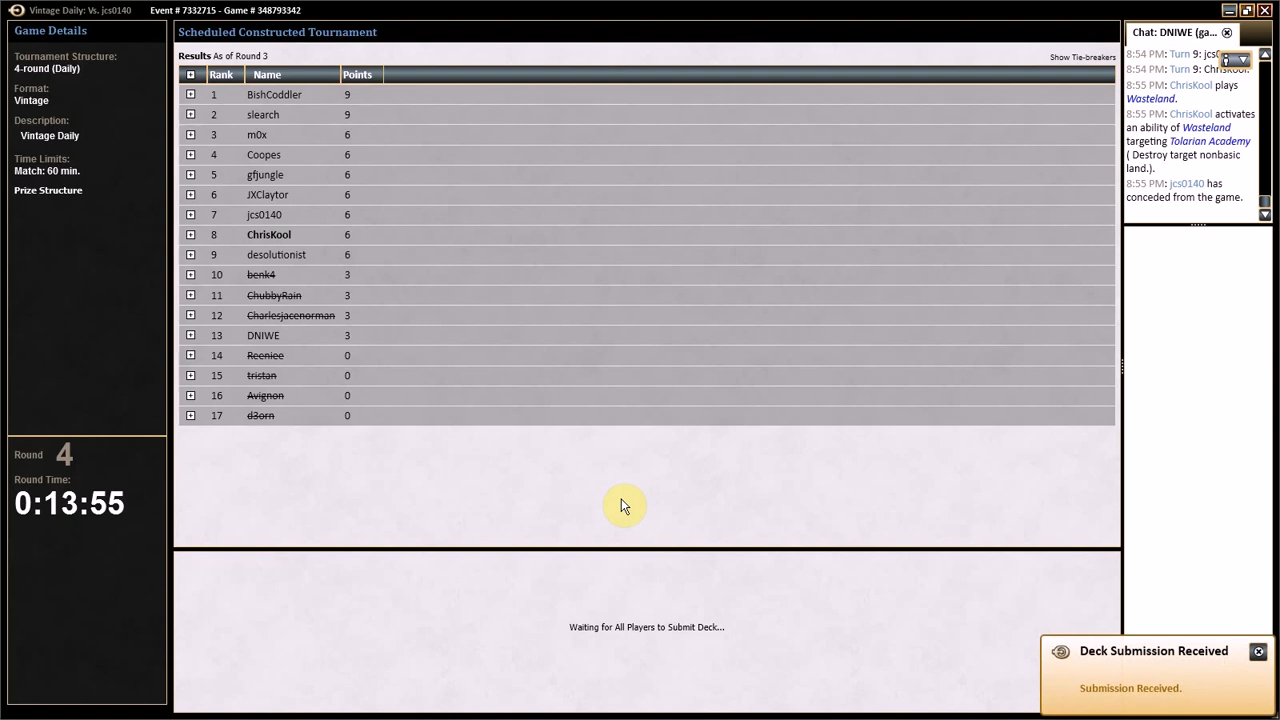 Vintage Daily: Vs. jcs0140 Event # 7332715 - Game # 348793342
Game Details
Tournament Structure:
4-round (Daily)
Format:
Vintage
Description:
Vintage Daily
Time Limits:
Match: 60 min.
Prize Structure
Round 4
Round Time:
0:13:55
Scheduled Constructed Tournament
Results As of Round 3
Show Tie-breakers
Rank Name Points
1 BishCoddler 9
2 slearch 9
3 m0x 6
4 Coopes 6
5 gfjungle 6
6 JXClaytor 6
7 jcs0140 6
8 ChrisKool 6
9 desolutionist 6
10 benk4 3
11 ChubbyRain 3
12 Charlesjacenorman 3
13 DNIWE 3
14 Reeniee 0
15 tristan 0
16 Avignon 0
17 d3orn 0
Waiting for All Players to Submit Deck...
Chat: DNIWE (ga...
8:54 PM: Turn 9: jcs0
8:54 PM: Turn 9: ChrisKool.
8:55 PM: ChrisKool plays
Wasteland.
8:55 PM: ChrisKool activates
an ability of Wasteland
targeting
Tolarian Academy
( Destroy target nonbasic
land.).
8:55 PM: jcs0140 has
conceded from the game.
Deck Submission Received
Submission Received.